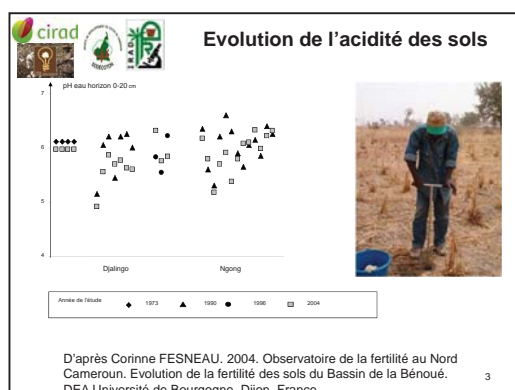 cirad
IRAD
SODECOTON
Evolution de l'acidité des sols
pH eau horizon 0-20 cm
7
6
5
4
Djalingo Ngong
Année de l'étude 1973 1990 1996 2004
D'après Corinne FESNEAU. 2004. Observatoire de la fertilité au Nord
Cameroun. Evolution de la fertilité des sols du Bassin de la Bénoué.
DEA Université de Bourgogne, Dijon, France
3